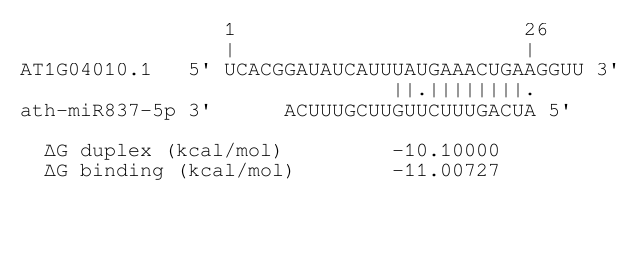 1 26
| |
AT1G04010.1 5' UCACGGAUAUCAUUUAUGAAACUGAAGGUU 3'
||.||||||||.
ath-miR837-5p 3' ACUUUGCUUGUUCUUUGACUA 5'
ΔG duplex (kcal/mol) -10.10000
ΔG binding (kcal/mol) -11.00727